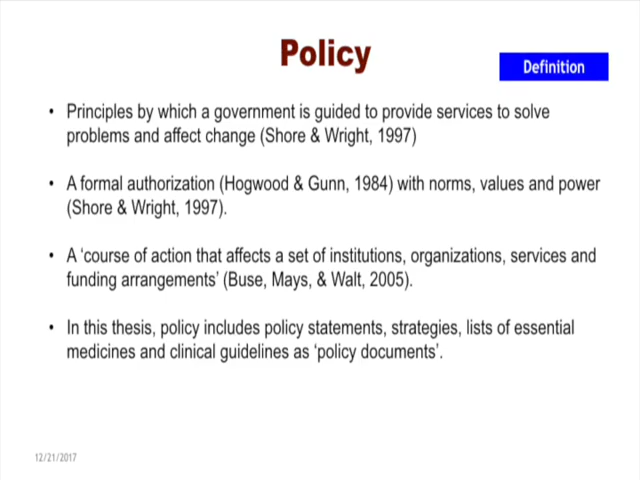 Policy
Definition
• Principles by which a government is guided to provide services to solve
problems and affect change (Shore & Wright, 1997)
• A formal authorization (Hogwood & Gunn, 1984) with norms, values and power
(Shore & Wright, 1997).
• A ‘course of action that affects a set of institutions, organizations, services and
funding arrangements’ (Buse, Mays, & Walt, 2005).
• In this thesis, policy includes policy statements, strategies, lists of essential
medicines and clinical guidelines as ‘policy documents’.
12/21/2017